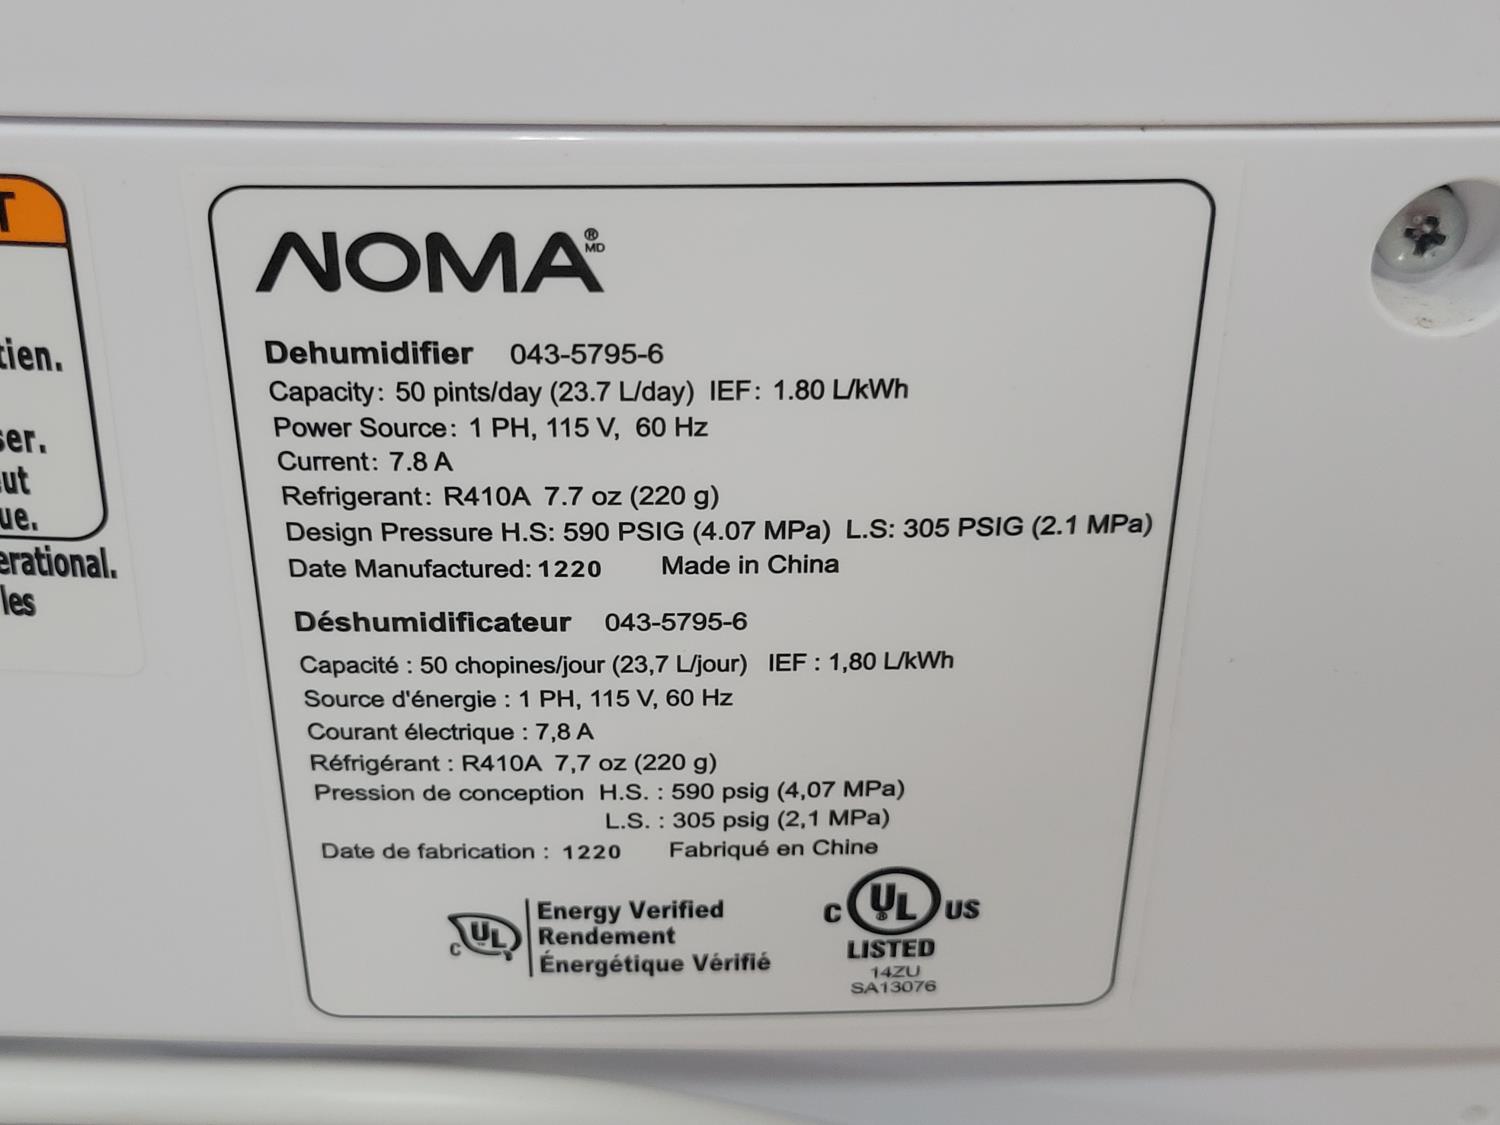 T
tien.
ser.
ut
ue.
erational.
les
NOMA®
MD
Dehumidifier 043-5795-6
Capacity: 50 pints/day (23.7 L/day) IEF: 1.80 L/kWh
Power Source: 1 PH, 115 V, 60 Hz
Current: 7.8 A
Refrigerant: R410A 7.7 oz (220 g)
Design Pressure H.S: 590 PSIG (4.07 MPa) L.S: 305 PSIG (2.1 MPa)
Date Manufactured: 1220 Made in China
Déshumidificateur 043-5795-6
Capacité : 50 chopines/jour (23,7 L/jour) IEF : 1,80 L/kWh
Source d'énergie : 1 PH, 115 V, 60 Hz
Courant électrique : 7,8 A
Réfrigérant : R410A 7,7 oz (220 g)
Pression de conception H.S. : 590 psig (4,07 MPa)
L.S. : 305 psig (2,1 MPa)
Date de fabrication : 1220 Fabriqué en Chine
C UL™
Energy Verified
Rendement
Énergétique Vérifié
C UL® US
LISTED
14ZU
SA13076